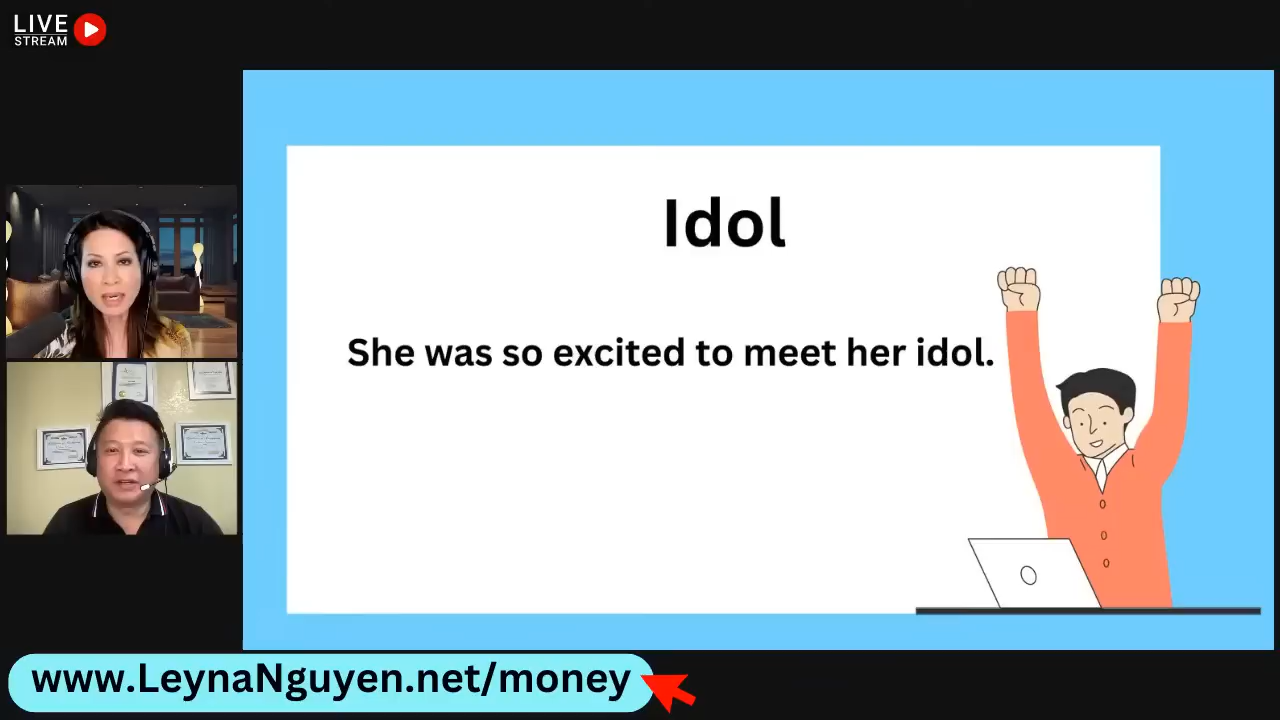 LIVE
STREAM
Idol
She was so excited to meet her idol.
www.LeynaNguyen.net/money